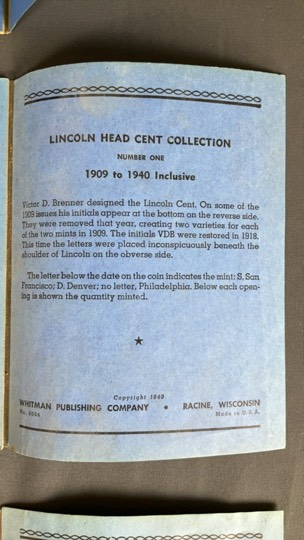 LINCOLN HEAD CENT COLLECTION
NUMBER ONE
1909 to 1940 Inclusive
Victor D. Brenner designed the Lincoln Cent. On some of the
1909 issues his initials appear at the bottom on the reverse side.
They were removed that year, creating two varieties for each
of the two mints in 1909. The initials VDB were restored in 1918.
This time the letters were placed inconspicuously beneath the
shoulder of Lincoln on the obverse side.
The letter below the date on the coin indicates the mint: S, San
Francisco; D, Denver; no letter, Philadelphia. Below each open-
ing is shown the quantity minted.
★
Copyright 1940
WHITMAN PUBLISHING COMPANY • RACINE, WISCONSIN
No. 9004 Made in U.S.A.